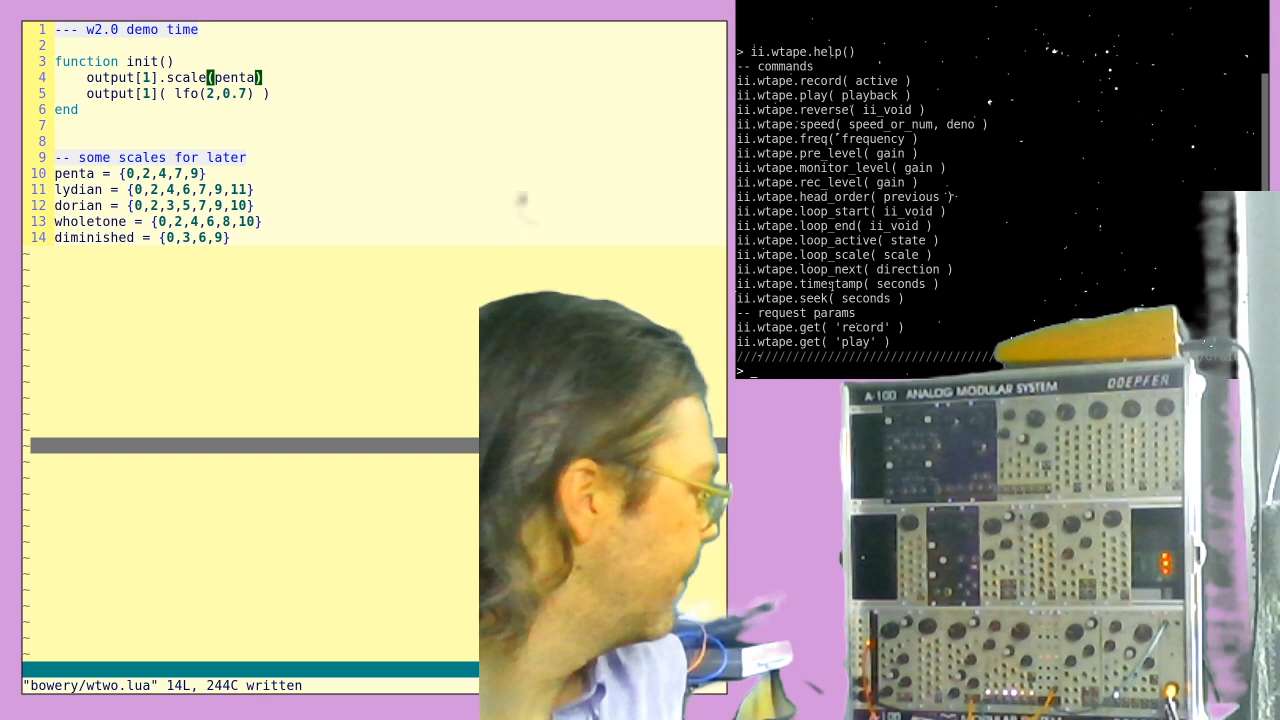 1 --- w2.0 demo time
2
3 function init()
4     output[1].scale(penta)
5     output[1]( lfo(2,0.7) )
6 end
7
8
9 -- some scales for later
10 penta = {0,2,4,7,9}
11 lydian = {0,2,4,6,7,9,11}
12 dorian = {0,2,3,5,7,9,10}
13 wholetone = {0,2,4,6,8,10}
14 diminished = {0,3,6,9}
"bowery/wtwo.lua" 14L, 244C written
> ii.wtape.help()
-- commands
ii.wtape.record( active )
ii.wtape.play( playback )
ii.wtape.reverse( ii_void )
ii.wtape.speed( speed_or_num, deno )
ii.wtape.freq( frequency )
ii.wtape.pre_level( gain )
ii.wtape.monitor_level( gain )
ii.wtape.rec_level( gain )
ii.wtape.head_order( previous )
ii.wtape.loop_start( ii_void )
ii.wtape.loop_end( ii_void )
ii.wtape.loop_active( state )
ii.wtape.loop_scale( scale )
ii.wtape.loop_next( direction )
ii.wtape.timestamp( seconds )
ii.wtape.seek( seconds )
-- request params
ii.wtape.get( 'record' )
ii.wtape.get( 'play' )
> _
A-100 ANALOG MODULAR SYSTEM DOEPFER
A-100